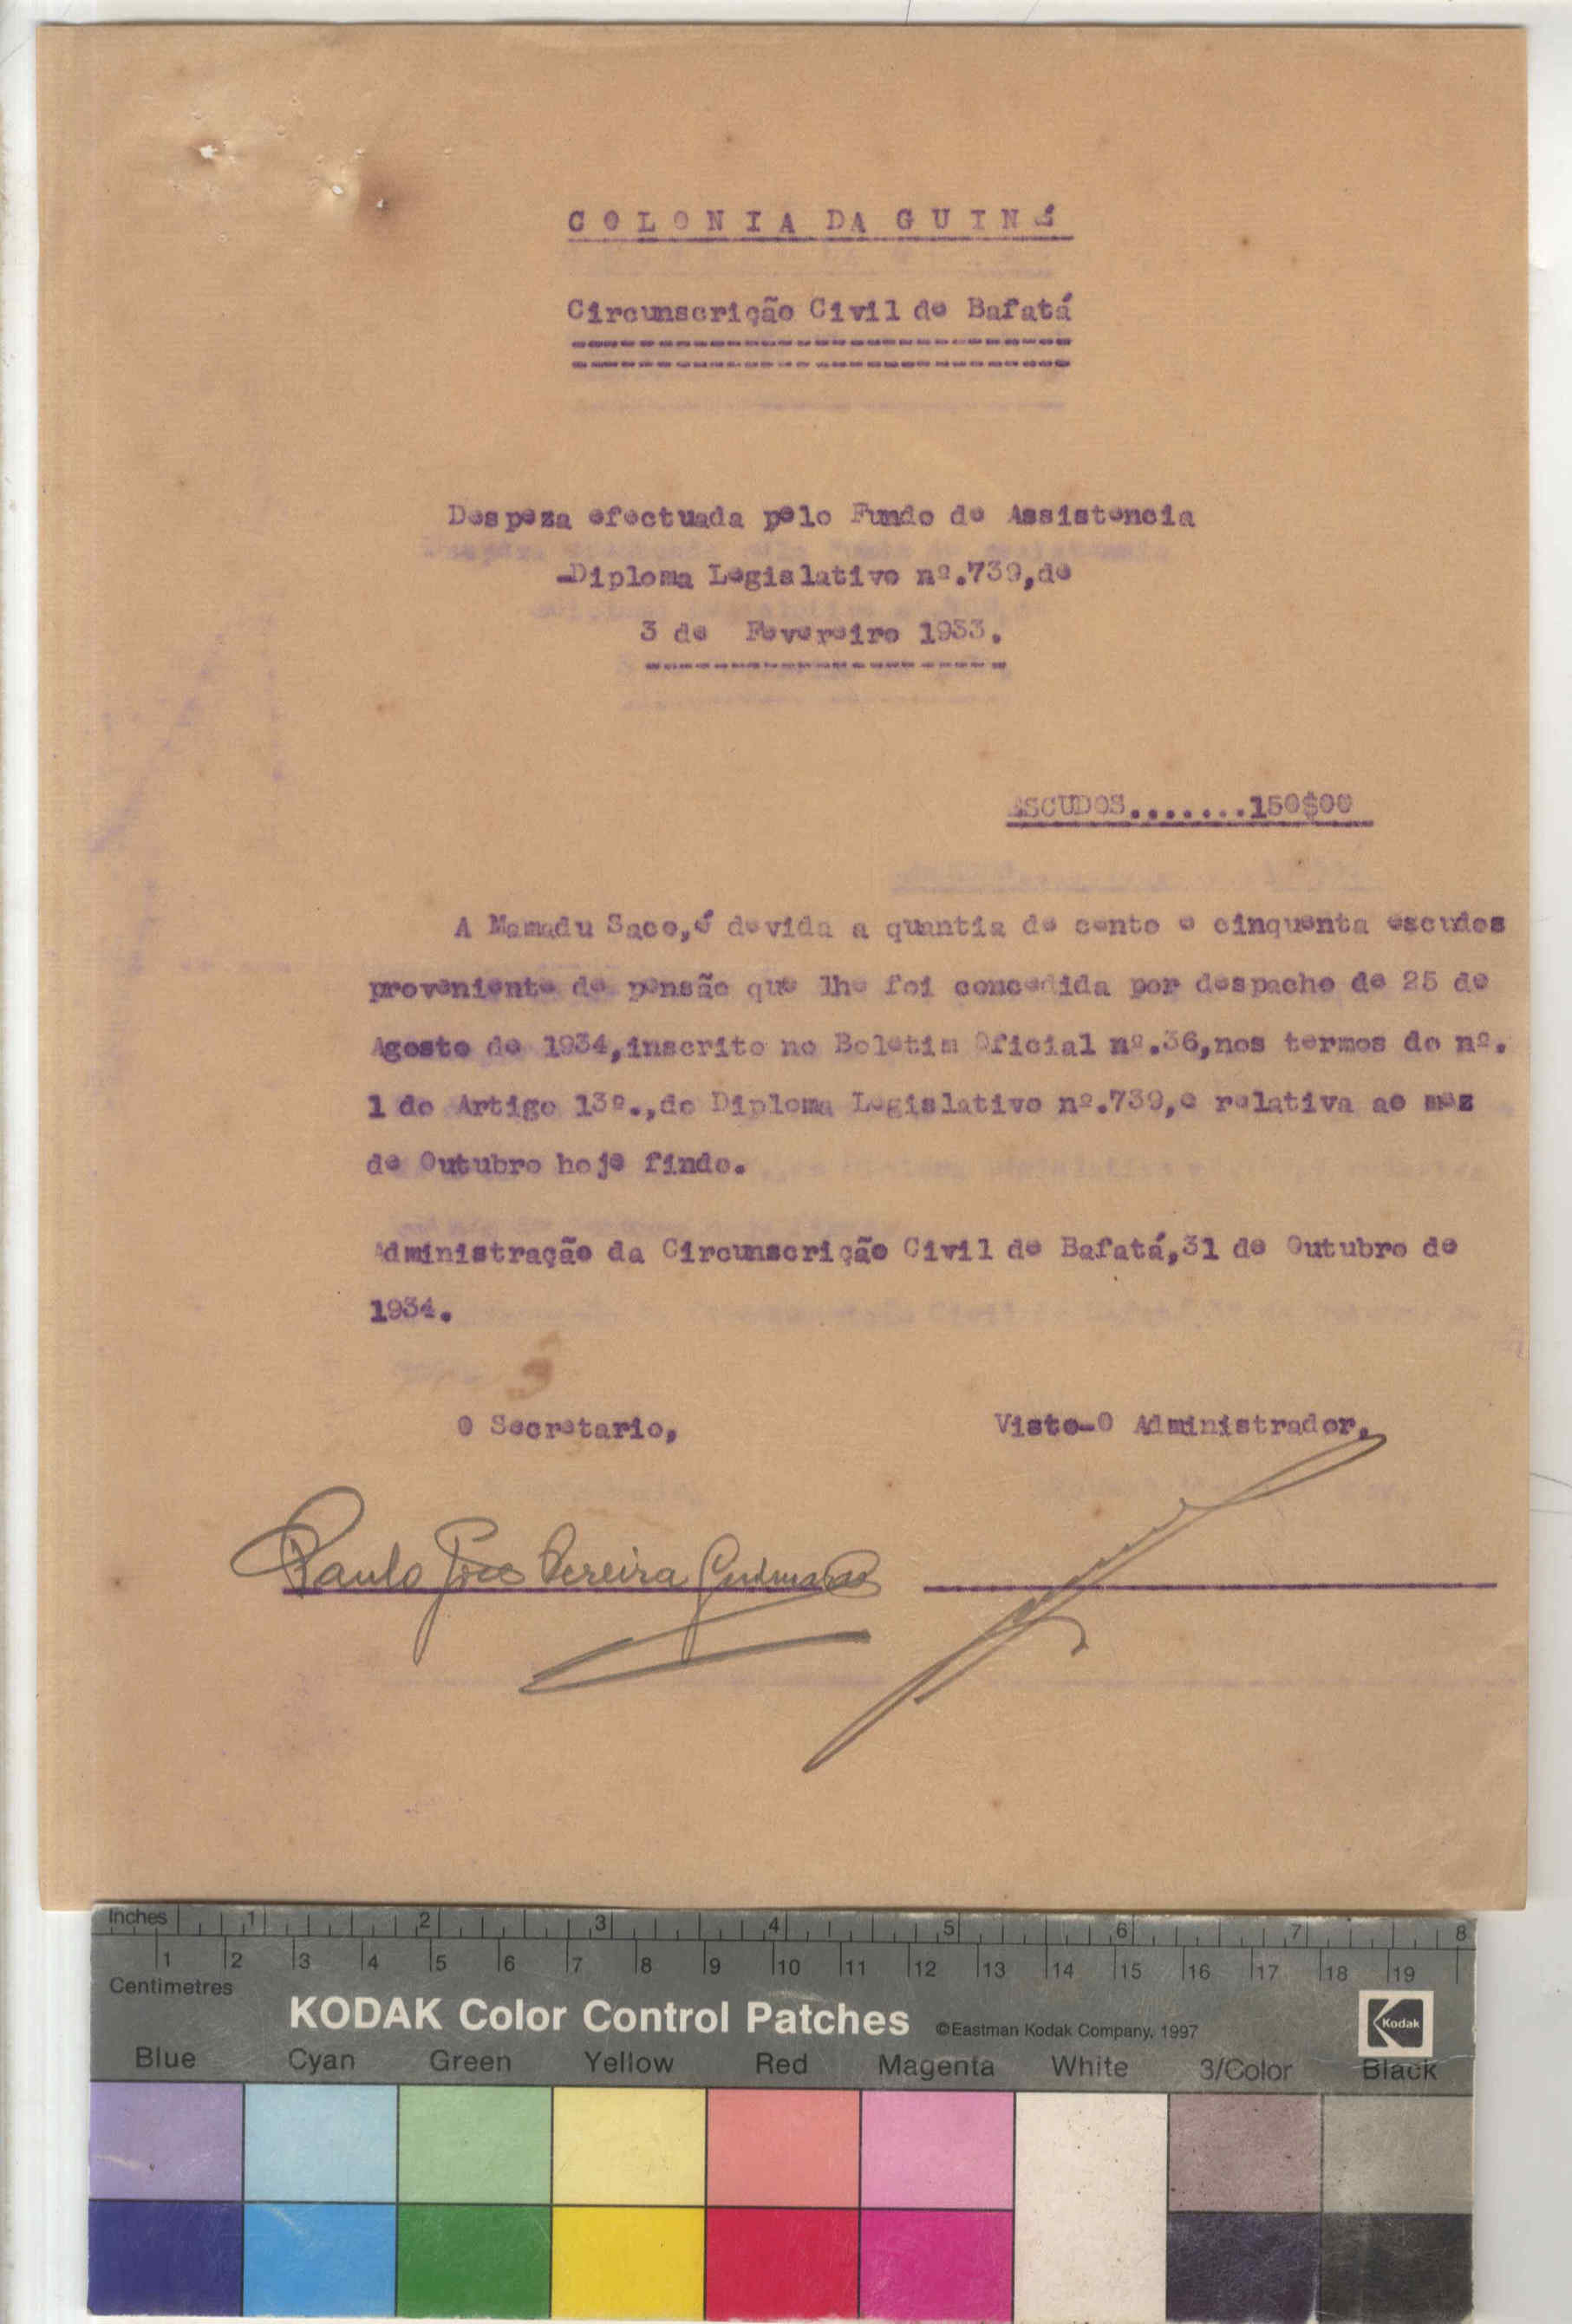 COLONIA DA GUINÉ
Circunscrição Civil de Bafatá
Despeza efectuada pelo Fundo de Assistencia
-Diploma Legislativo nº.739,de
3 de Fevereiro 1933.
ESCUDOS.......150$00
A Mamadu Saco,é devida a quantia de cento e cinquenta escudos
proveniente de pensão que lhe foi concedida por despacho de 25 de
Agosto de 1934,inscrito no Boletim Oficial nº.36,nos termos do nº.
1 do Artigo 13º.,do Diploma Legislativo nº.739,e relativa ao mez
de Outubro hoje findo.
Administração da Circunscrição Civil de Bafatá,31 de Outubro de
1934.
O Secretario,
Visto-O Administrador,
Paulo José Pereira Guimarães
Inches 1 2 3 4 5 6 7 8
1 2 3 4 5 6 7 8 9 10 11 12 13 14 15 16 17 18 19
Centimetres
KODAK Color Control Patches ©Eastman Kodak Company, 1997 Kodak
Blue Cyan Green Yellow Red Magenta White 3/Color Black